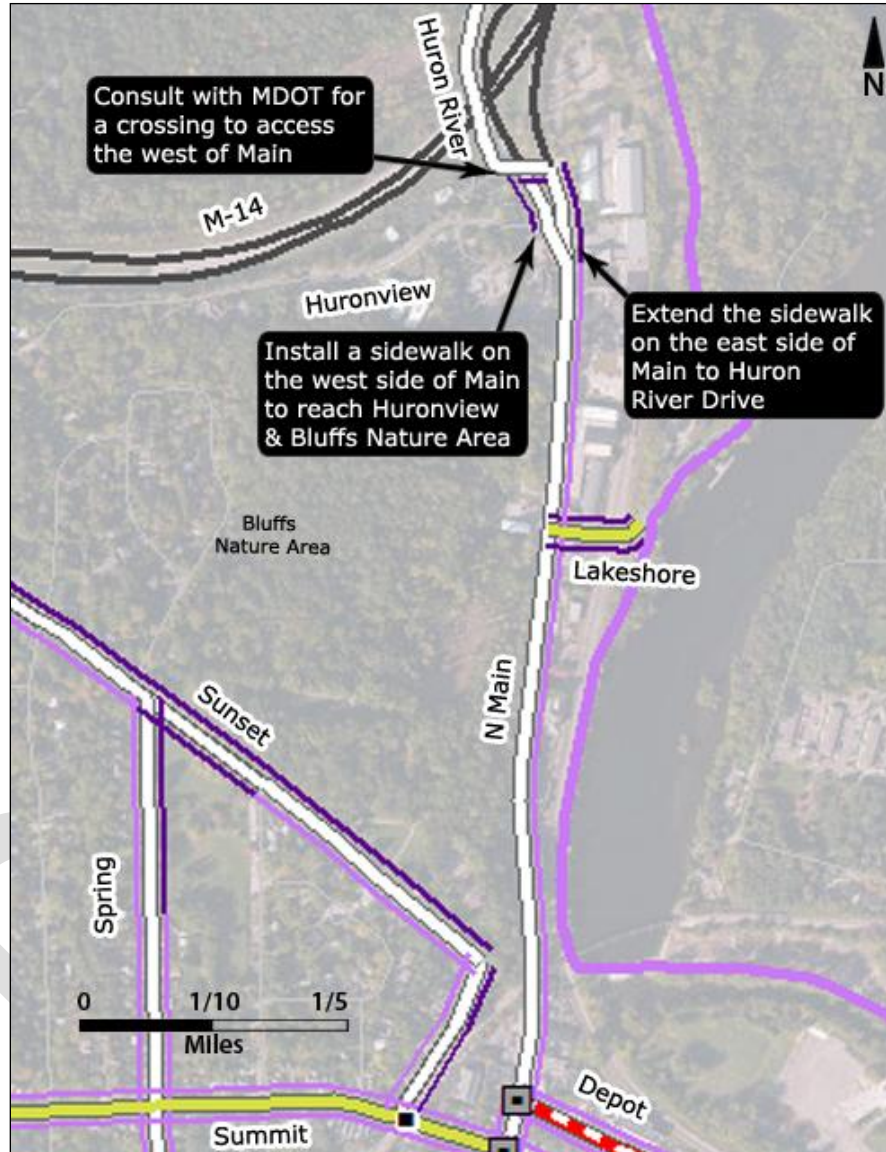 N
Huron River
Consult with MDOT for
a crossing to access
the west of Main
M-14
Huronview
Install a sidewalk on
the west side of Main
to reach Huronview
& Bluffs Nature Area
Extend the sidewalk
on the east side of
Main to Huron
River Drive
Bluffs
Nature Area
Lakeshore
N Main
Sunset
Spring
0 1/10 1/5
Miles
Depot
Summit